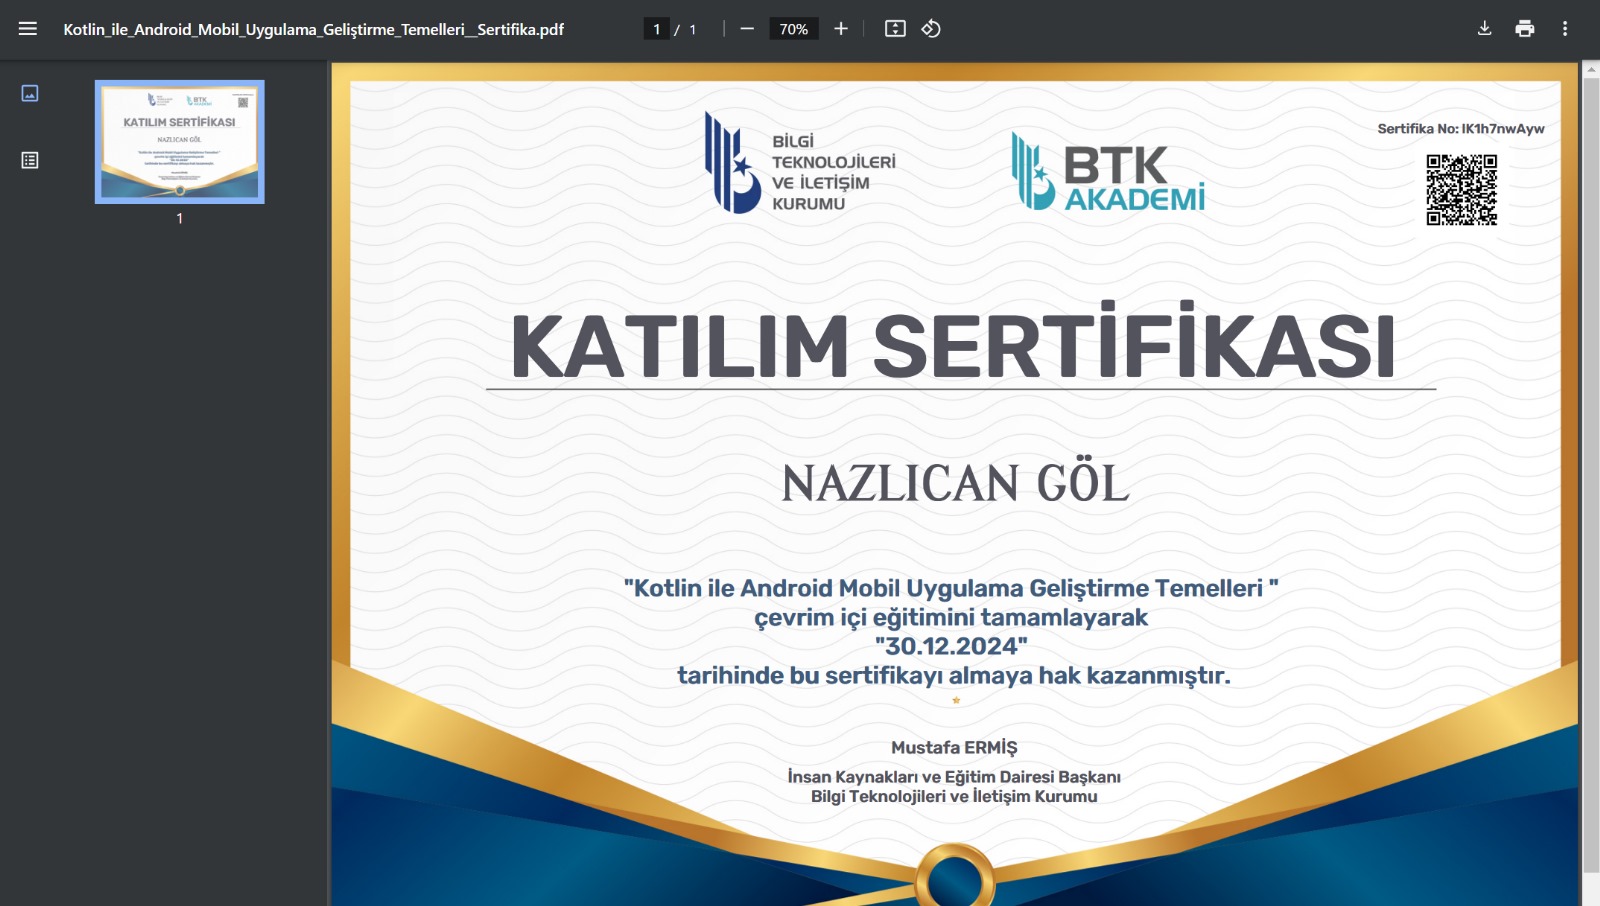 Kotlin_ile_Android_Mobil_Uygulama_Geliştirme_Temelleri__Sertifika.pdf
1 / 1
70%
1
BİLGİ
TEKNOLOJİLERİ
VE İLETİŞİM
KURUMU
BTK
AKADEMİ
Sertifika No: lK1h7nwAyw
KATILIM SERTİFİKASI
NAZLICAN GÖL
"Kotlin ile Android Mobil Uygulama Geliştirme Temelleri "
çevrim içi eğitimini tamamlayarak
"30.12.2024"
tarihinde bu sertifikayı almaya hak kazanmıştır.
Mustafa ERMİŞ
İnsan Kaynakları ve Eğitim Dairesi Başkanı
Bilgi Teknolojileri ve İletişim Kurumu